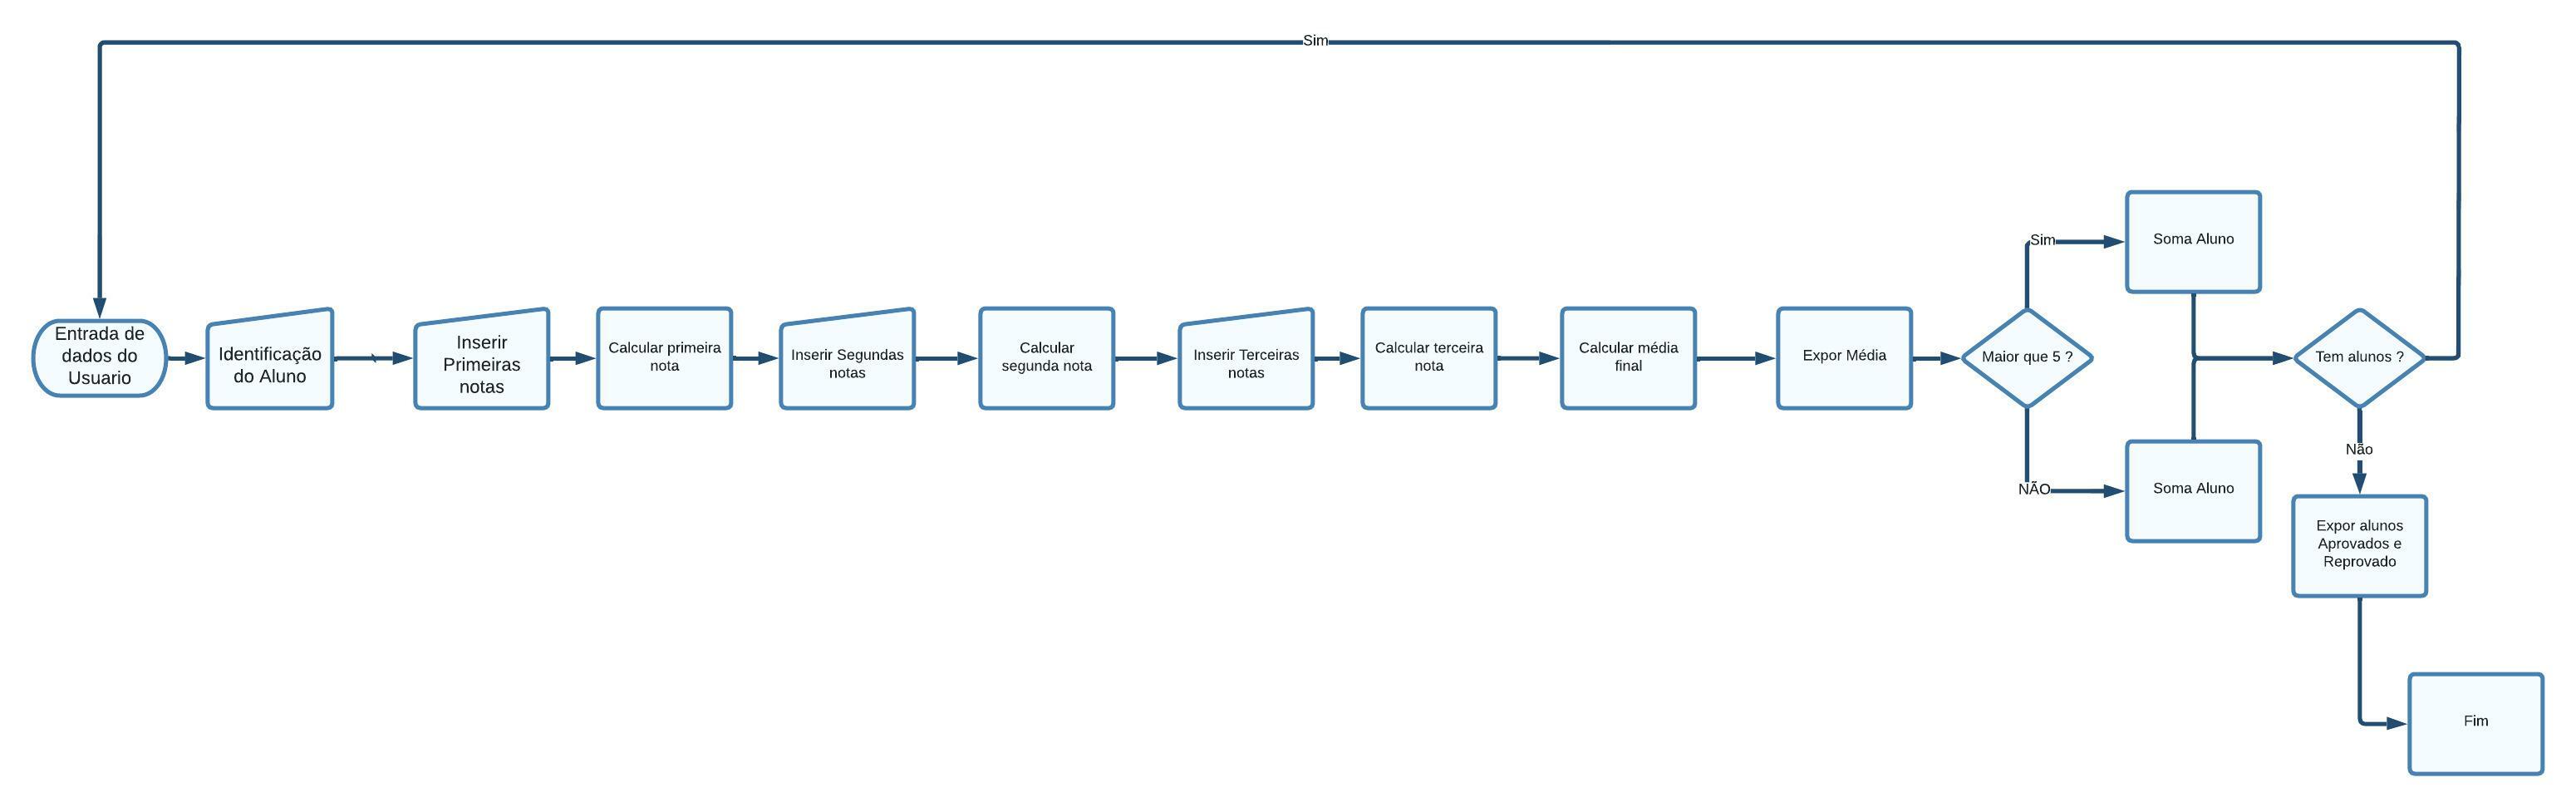 Sim
Entrada de
dados do
Usuario
Identificação
do Aluno
Inserir
Primeiras
notas
Calcular primeira
nota
Inserir Segundas
notas
Calcular
segunda nota
Inserir Terceiras
notas
Calcular terceira
nota
Calcular média
final
Expor Média
Maior que 5 ?
Sim
Soma Aluno
NÃO
Soma Aluno
Tem alunos ?
Não
Expor alunos
Aprovados e
Reprovado
Fim